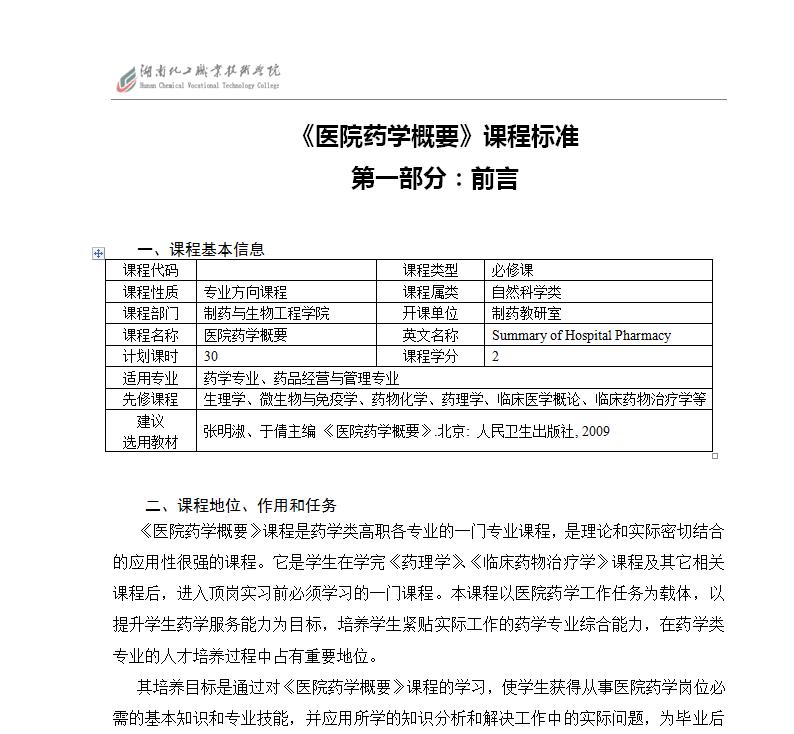 湖南化工职业技术学院
Hunan Chemical Vocational Technology College
《医院药学概要》课程标准
第一部分：前言
一、课程基本信息
课程代码 课程类型 必修课
课程性质 专业方向课程 课程属类 自然科学类
课程部门 制药与生物工程学院 开课单位 制药教研室
课程名称 医院药学概要 英文名称 Summary of Hospital Pharmacy
计划课时 30 课程学分 2
适用专业 药学专业、药品经营与管理专业
先修课程 生理学、微生物与免疫学、药物化学、药理学、临床医学概论、临床药物治疗学等
建议
选用教材 张明淑、于倩主编《医院药学概要》.北京：人民卫生出版社, 2009
二、课程地位、作用和任务
《医院药学概要》课程是药学类高职各专业的一门专业课程，是理论和实际密切结合
的应用性很强的课程。它是学生在学完《药理学》、《临床药物治疗学》课程及其它相关
课程后，进入顶岗实习前必须学习的一门课程。本课程以医院药学工作任务为载体，以
提升学生药学服务能力为目标，培养学生紧贴实际工作的药学专业综合能力，在药学类
专业的人才培养过程中占有重要地位。
其培养目标是通过对《医院药学概要》课程的学习，使学生获得从事医院药学岗位必
需的基本知识和专业技能，并应用所学的知识分析和解决工作中的实际问题，为毕业后